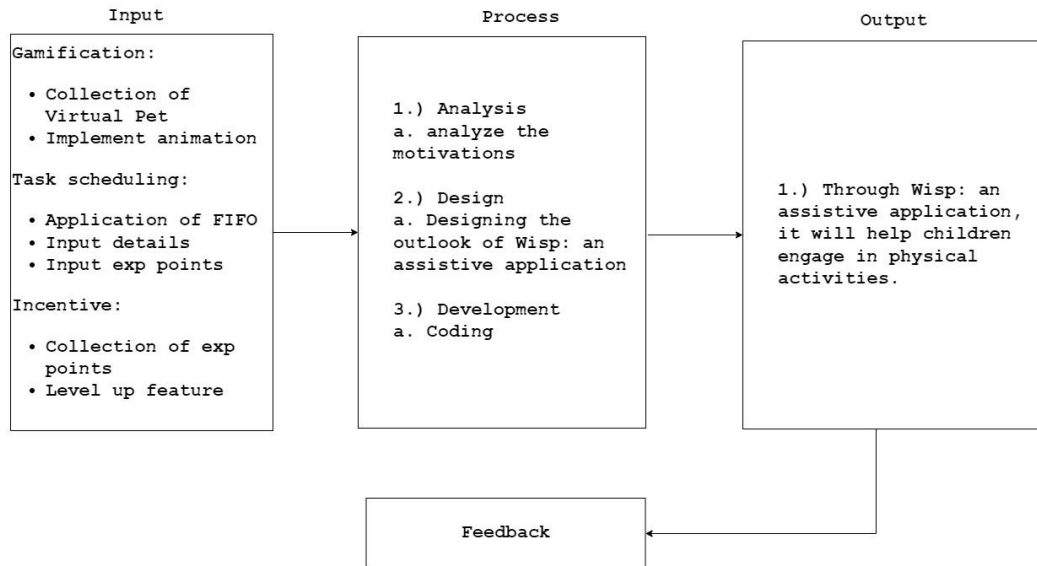 Input
Gamification:
• Collection of
Virtual Pet
• Implement animation
Task scheduling:
• Application of FIFO
• Input details
• Input exp points
Incentive:
• Collection of exp
points
• Level up feature
Process
1.) Analysis
a. analyze the
motivations
2.) Design
a. Designing the
outlook of Wisp: an
assistive application
3.) Development
a. Coding
Output
1.) Through Wisp: an
assistive application,
it will help children
engage in physical
activities.
Feedback